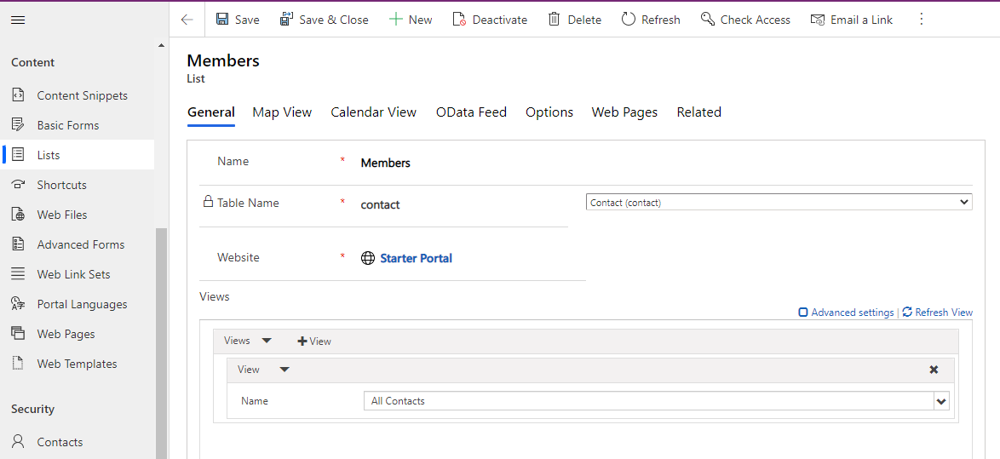 Save
Save & Close
New
Deactivate
Delete
Refresh
Check Access
Email a Link
Content
Content Snippets
Basic Forms
Lists
Shortcuts
Web Files
Advanced Forms
Web Link Sets
Portal Languages
Web Pages
Web Templates
Security
Contacts
Members
List
General Map View Calendar View OData Feed Options Web Pages Related
Name * Members
Table Name * contact Contact (contact)
Website * Starter Portal
Views
Advanced settings | Refresh View
Views View
View
Name All Contacts